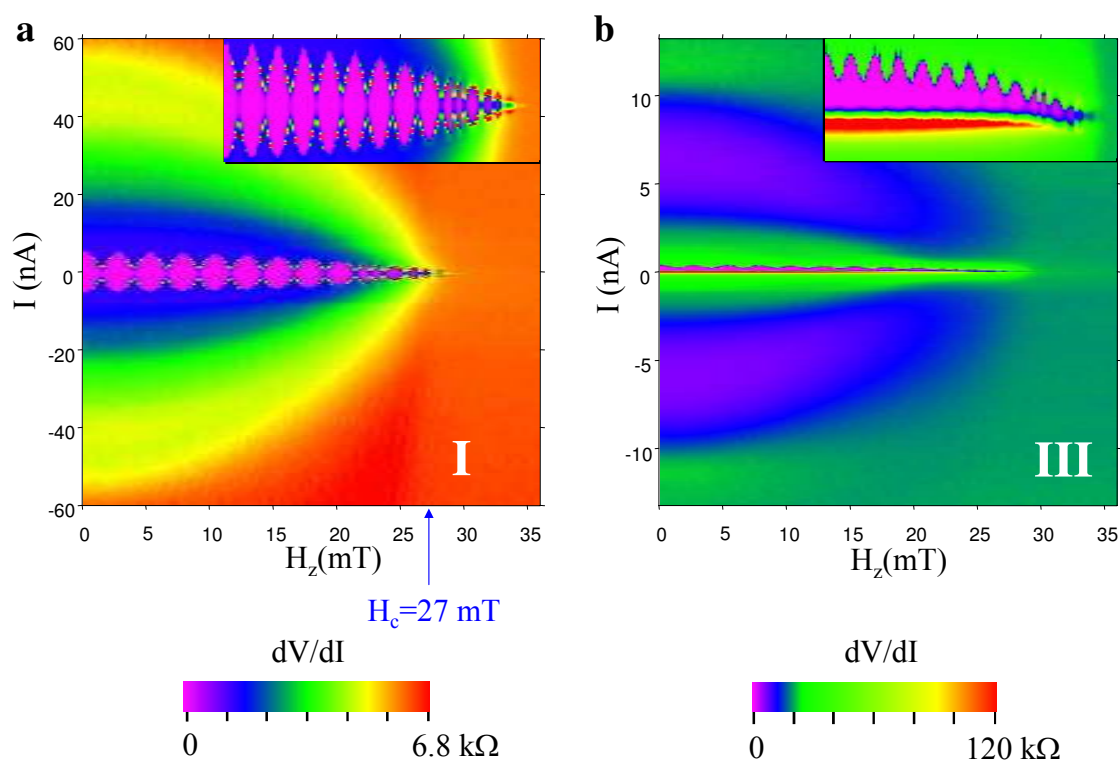 a
60
40
20
0
-20
-40
-60
I (nA)
I
0 5 10 15 20 25 30 35
H_z(mT)
H_c=27 mT
dV/dI
0 6.8 kΩ
b
10
5
0
-5
-10
I (nA)
III
0 5 10 15 20 25 30 35
H_z(mT)
dV/dI
0 120 kΩ